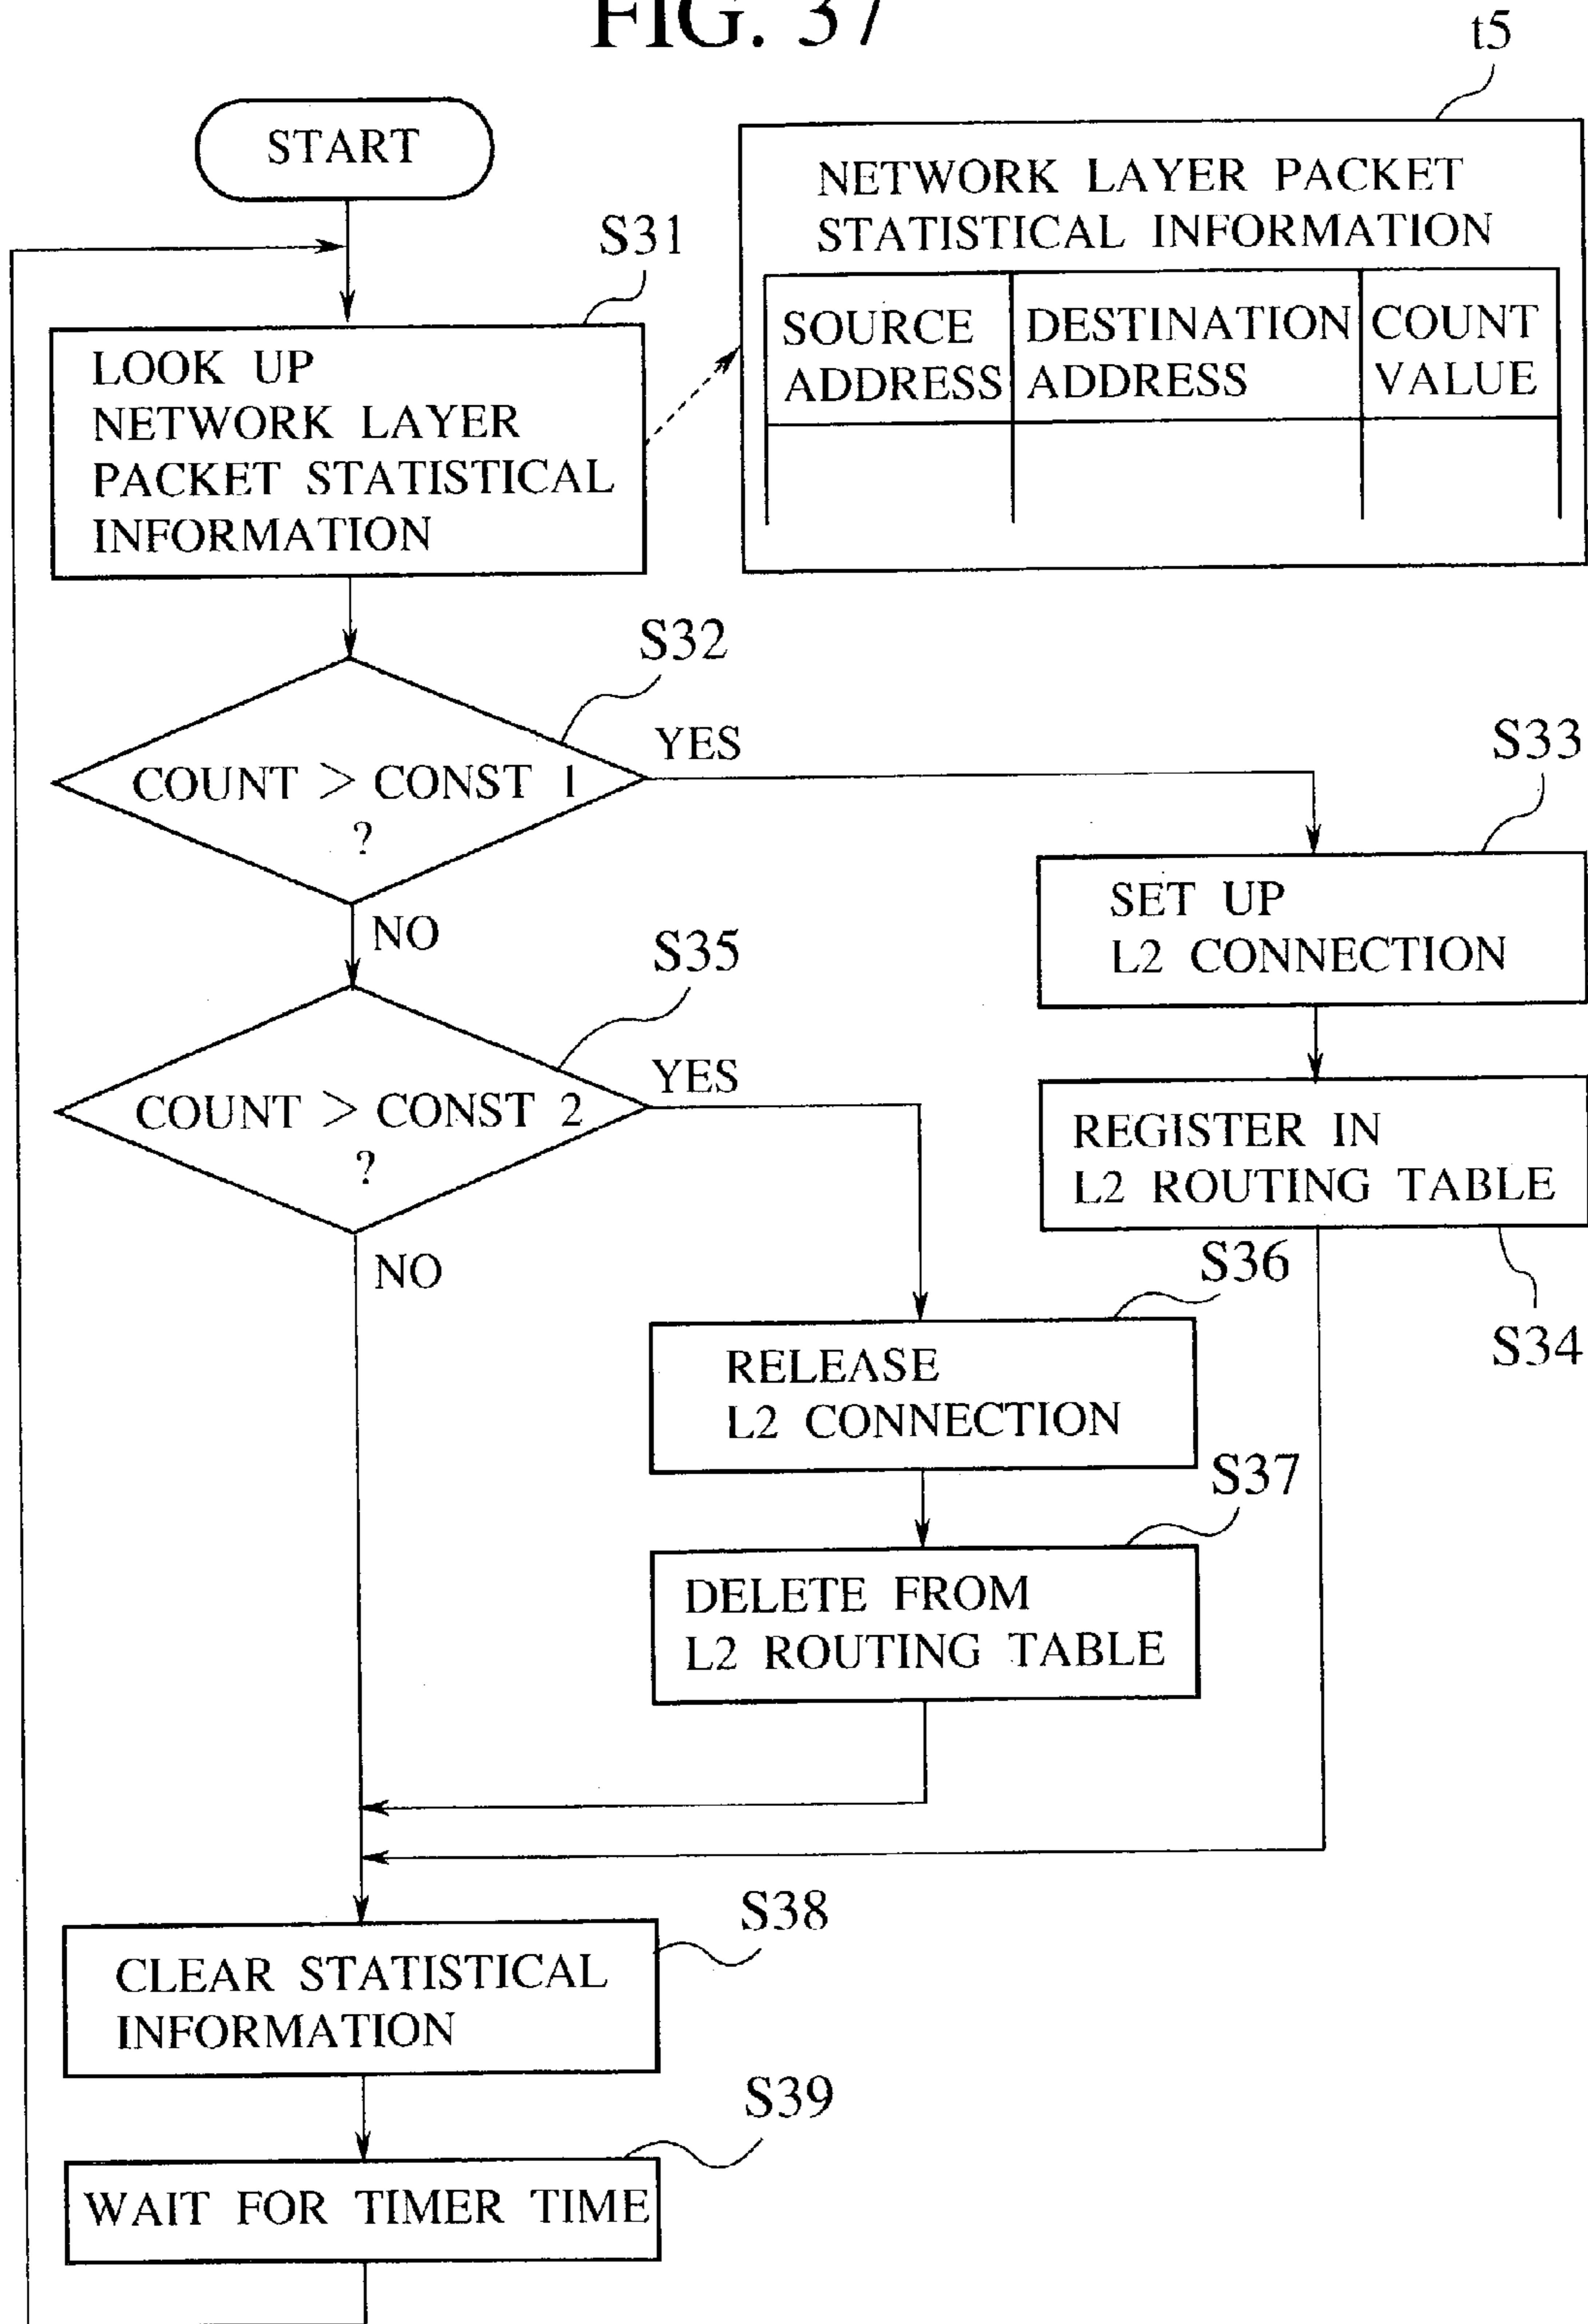 FIG. 37
t5
START
NETWORK LAYER PACKET
STATISTICAL INFORMATION
S31
SOURCE
ADDRESS
DESTINATION
ADDRESS
COUNT
VALUE
LOOK UP
NETWORK LAYER
PACKET STATISTICAL
INFORMATION
S32
YES
COUNT > CONST 1
?
NO
S33
SET UP
L2 CONNECTION
S35
YES
COUNT > CONST 2
?
NO
REGISTER IN
L2 ROUTING TABLE
S34
S36
RELEASE
L2 CONNECTION
S37
DELETE FROM
L2 ROUTING TABLE
S38
CLEAR STATISTICAL
INFORMATION
S39
WAIT FOR TIMER TIME